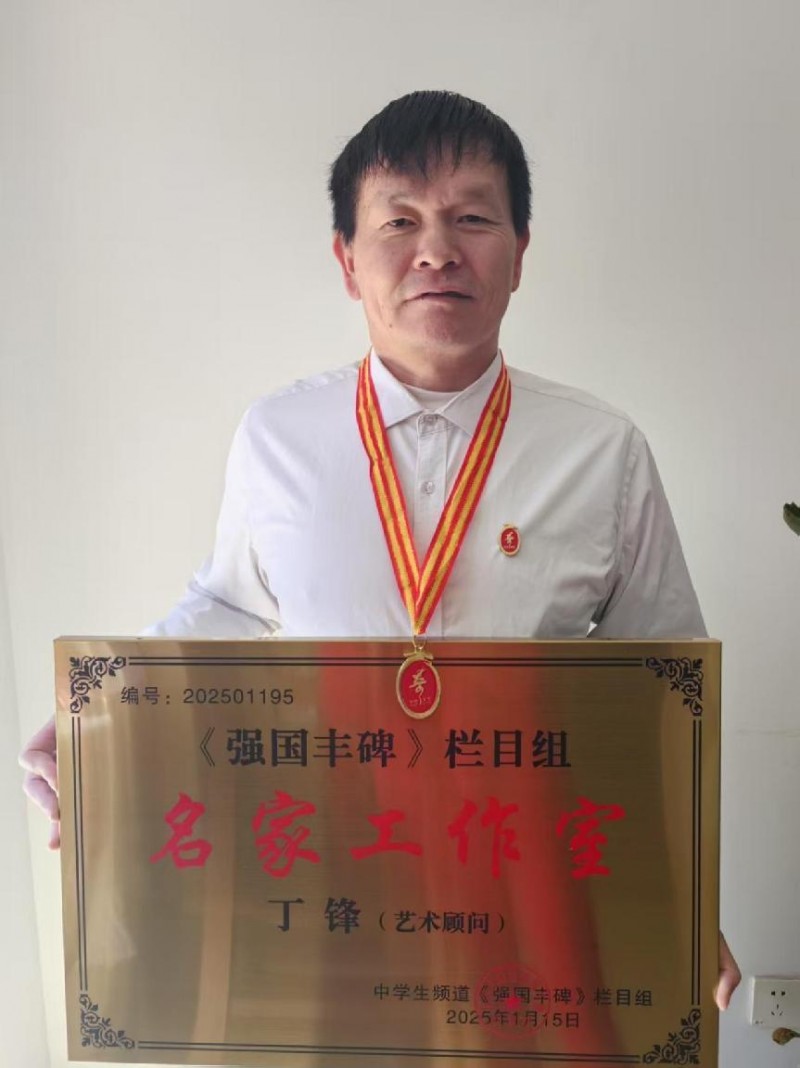 编号：202501195
《强国丰碑》栏目组
名家工作室
丁锋（艺术顾问）
中学生频道《强国丰碑》栏目组
2025年1月15日